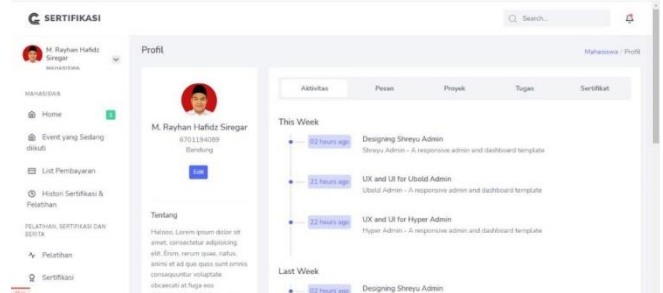 SERTIFIKASI
Search...
M. Rayhan Hafidz
Siregar
MAHASISWA
Profil
Mahasiswa / Profil
MAHASISWA
Home
Event yang Sedang
diikuti
List Pembayaran
Histori Sertifikasi &
Pelatihan
PELATIHAN, SERTIFIKASI DAN
BERITA
Pelatihan
Sertifikasi
M. Rayhan Hafidz Siregar
6701194089
Bandung
Edit
Tentang
Halooo, Lorem ipsum dolor sit
amet, consectetur adipisicing
elit. Enim, rerum quae, natus,
animi et ad quo quos sunt omnis
consequuntur voluptate
obcaecati at fuga eos
Aktivitas
Pesan
Proyek
Tugas
Sertifikat
This Week
02 hours ago
Designing Shreyu Admin
Shreyu Admin - A responsive admin and dashboard template
21 hours ago
UX and UI for Ubold Admin
Ubold Admin - A responsive admin and dashboard template
22 hours ago
UX and UI for Hyper Admin
Hyper Admin - A responsive admin and dashboard template
Last Week
02 hours ago
Designing Shreyu Admin